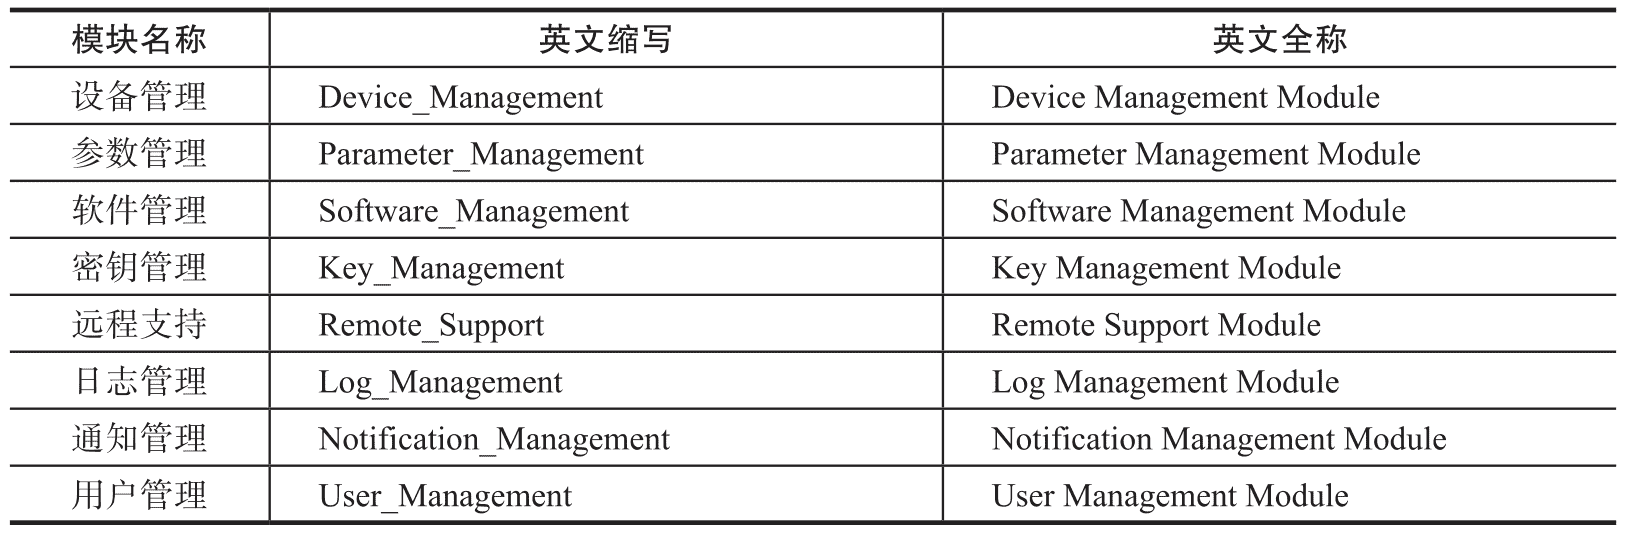 模块名称 英文缩写 英文全称
设备管理 Device_Management Device Management Module
参数管理 Parameter_Management Parameter Management Module
软件管理 Software_Management Software Management Module
密钥管理 Key_Management Key Management Module
远程支持 Remote_Support Remote Support Module
日志管理 Log_Management Log Management Module
通知管理 Notification_Management Notification Management Module
用户管理 User_Management User Management Module